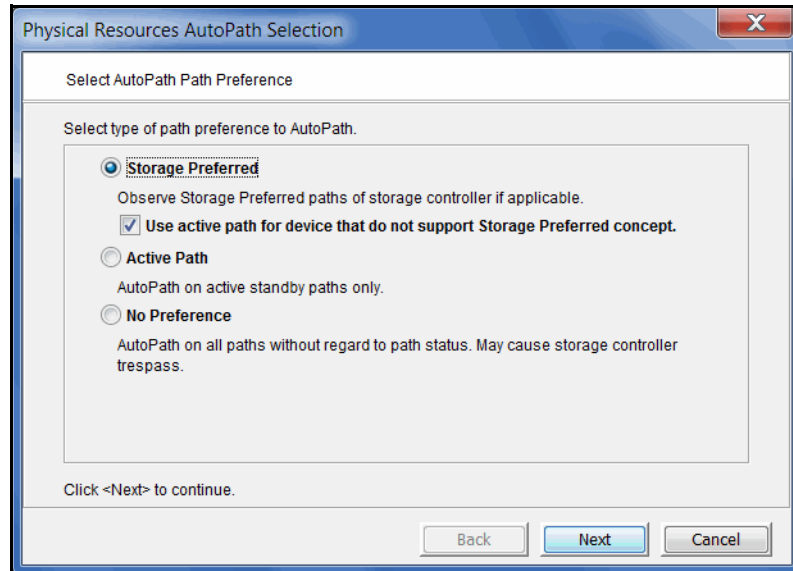 Physical Resources AutoPath Selection
Select AutoPath Path Preference
Select type of path preference to AutoPath.
Storage Preferred
Observe Storage Preferred paths of storage controller if applicable.
Use active path for device that do not support Storage Preferred concept.
Active Path
AutoPath on active standby paths only.
No Preference
AutoPath on all paths without regard to path status. May cause storage controller
trespass.
Click <Next> to continue.
Back
Next
Cancel